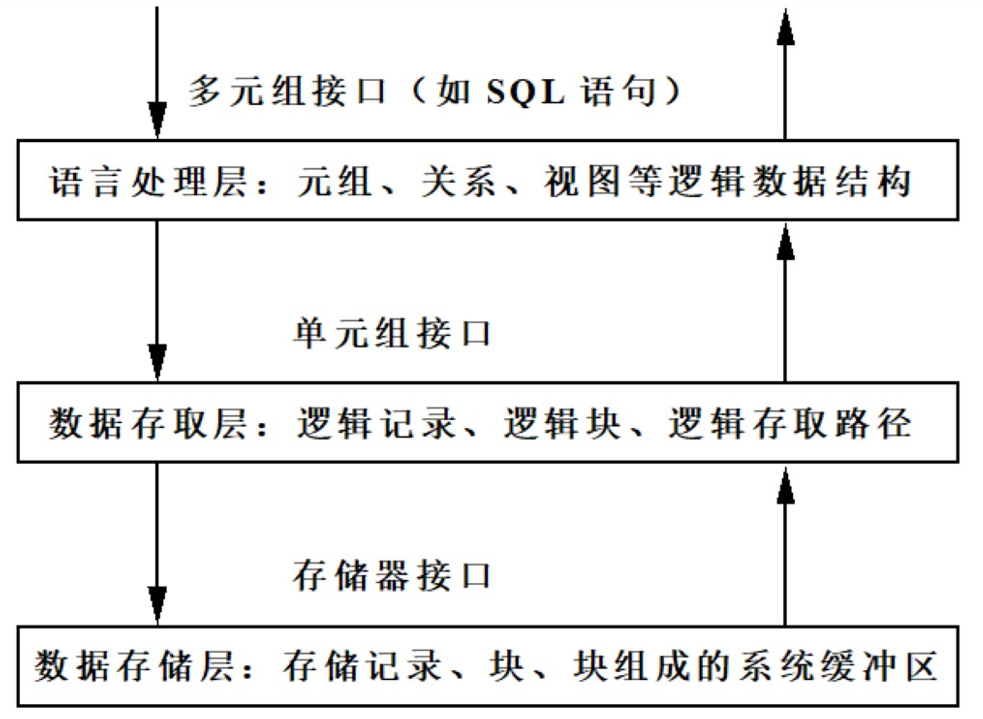 多元组接口（如 SQL 语句）
语言处理层：元组、关系、视图等逻辑数据结构
单元组接口
数据存取层：逻辑记录、逻辑块、逻辑存取路径
存储器接口
数据存储层：存储记录、块、块组成的系统缓冲区